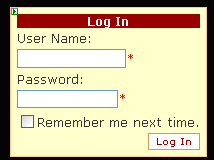 Log In
User Name:
*
Password:
*
Remember me next time.
Log In